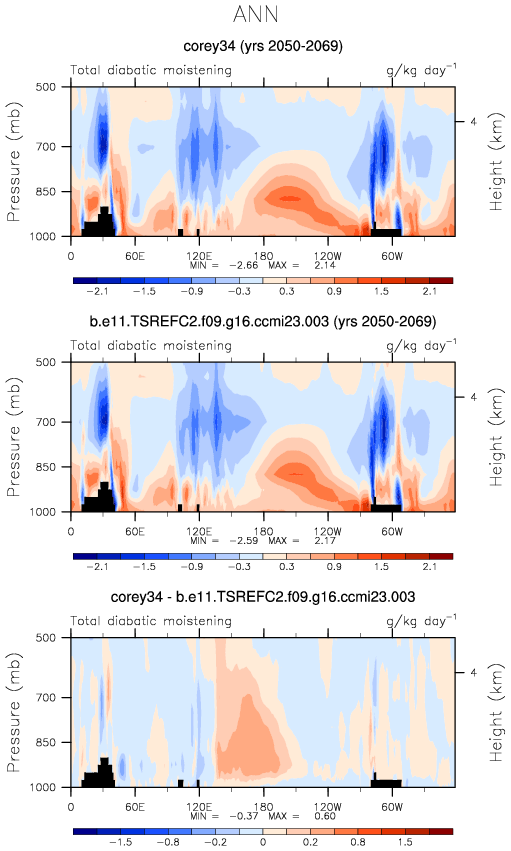 ANN
corey34 (yrs 2050-2069)
Total diabatic moistening g/kg day⁻¹
500
700
850
1000
Pressure (mb)
4
Height (km)
0 60E 120E 180 120W 60W
MIN = -2.66 MAX = 2.14
-2.1 -1.5 -0.9 -0.3 0.3 0.9 1.5 2.1
b.e11.TSREFC2.f09.g16.ccmi23.003 (yrs 2050-2069)
Total diabatic moistening g/kg day⁻¹
500
700
850
1000
Pressure (mb)
4
Height (km)
0 60E 120E 180 120W 60W
MIN = -2.59 MAX = 2.17
-2.1 -1.5 -0.9 -0.3 0.3 0.9 1.5 2.1
corey34 - b.e11.TSREFC2.f09.g16.ccmi23.003
Total diabatic moistening g/kg day⁻¹
500
700
850
1000
Pressure (mb)
4
Height (km)
0 60E 120E 180 120W 60W
MIN = -0.37 MAX = 0.60
-1.5 -0.8 -0.2 0 0.2 0.8 1.5